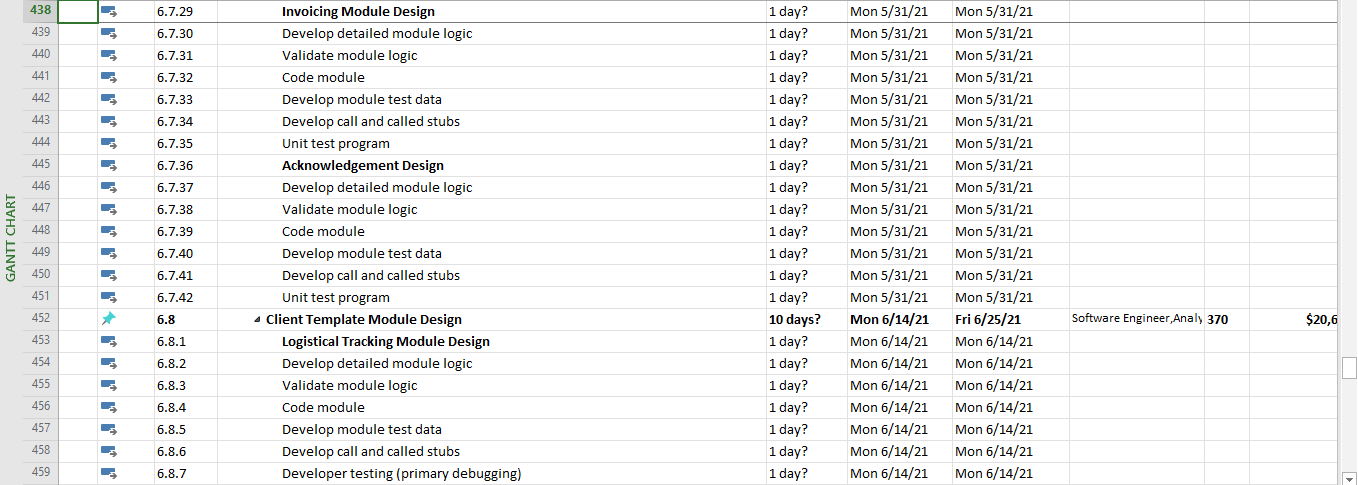 438 6.7.29 Invoicing Module Design 1 day? Mon 5/31/21 Mon 5/31/21
439 6.7.30 Develop detailed module logic 1 day? Mon 5/31/21 Mon 5/31/21
440 6.7.31 Validate module logic 1 day? Mon 5/31/21 Mon 5/31/21
441 6.7.32 Code module 1 day? Mon 5/31/21 Mon 5/31/21
442 6.7.33 Develop module test data 1 day? Mon 5/31/21 Mon 5/31/21
443 6.7.34 Develop call and called stubs 1 day? Mon 5/31/21 Mon 5/31/21
444 6.7.35 Unit test program 1 day? Mon 5/31/21 Mon 5/31/21
445 6.7.36 Acknowledgement Design 1 day? Mon 5/31/21 Mon 5/31/21
446 6.7.37 Develop detailed module logic 1 day? Mon 5/31/21 Mon 5/31/21
447 6.7.38 Validate module logic 1 day? Mon 5/31/21 Mon 5/31/21
448 6.7.39 Code module 1 day? Mon 5/31/21 Mon 5/31/21
449 6.7.40 Develop module test data 1 day? Mon 5/31/21 Mon 5/31/21
450 6.7.41 Develop call and called stubs 1 day? Mon 5/31/21 Mon 5/31/21
451 6.7.42 Unit test program 1 day? Mon 5/31/21 Mon 5/31/21
452 6.8 Client Template Module Design 10 days? Mon 6/14/21 Fri 6/25/21 Software Engineer,Analy 370 $20,6
453 6.8.1 Logistical Tracking Module Design 1 day? Mon 6/14/21 Mon 6/14/21
454 6.8.2 Develop detailed module logic 1 day? Mon 6/14/21 Mon 6/14/21
455 6.8.3 Validate module logic 1 day? Mon 6/14/21 Mon 6/14/21
456 6.8.4 Code module 1 day? Mon 6/14/21 Mon 6/14/21
457 6.8.5 Develop module test data 1 day? Mon 6/14/21 Mon 6/14/21
458 6.8.6 Develop call and called stubs 1 day? Mon 6/14/21 Mon 6/14/21
459 6.8.7 Developer testing (primary debugging) 1 day? Mon 6/14/21 Mon 6/14/21
GANTT CHART